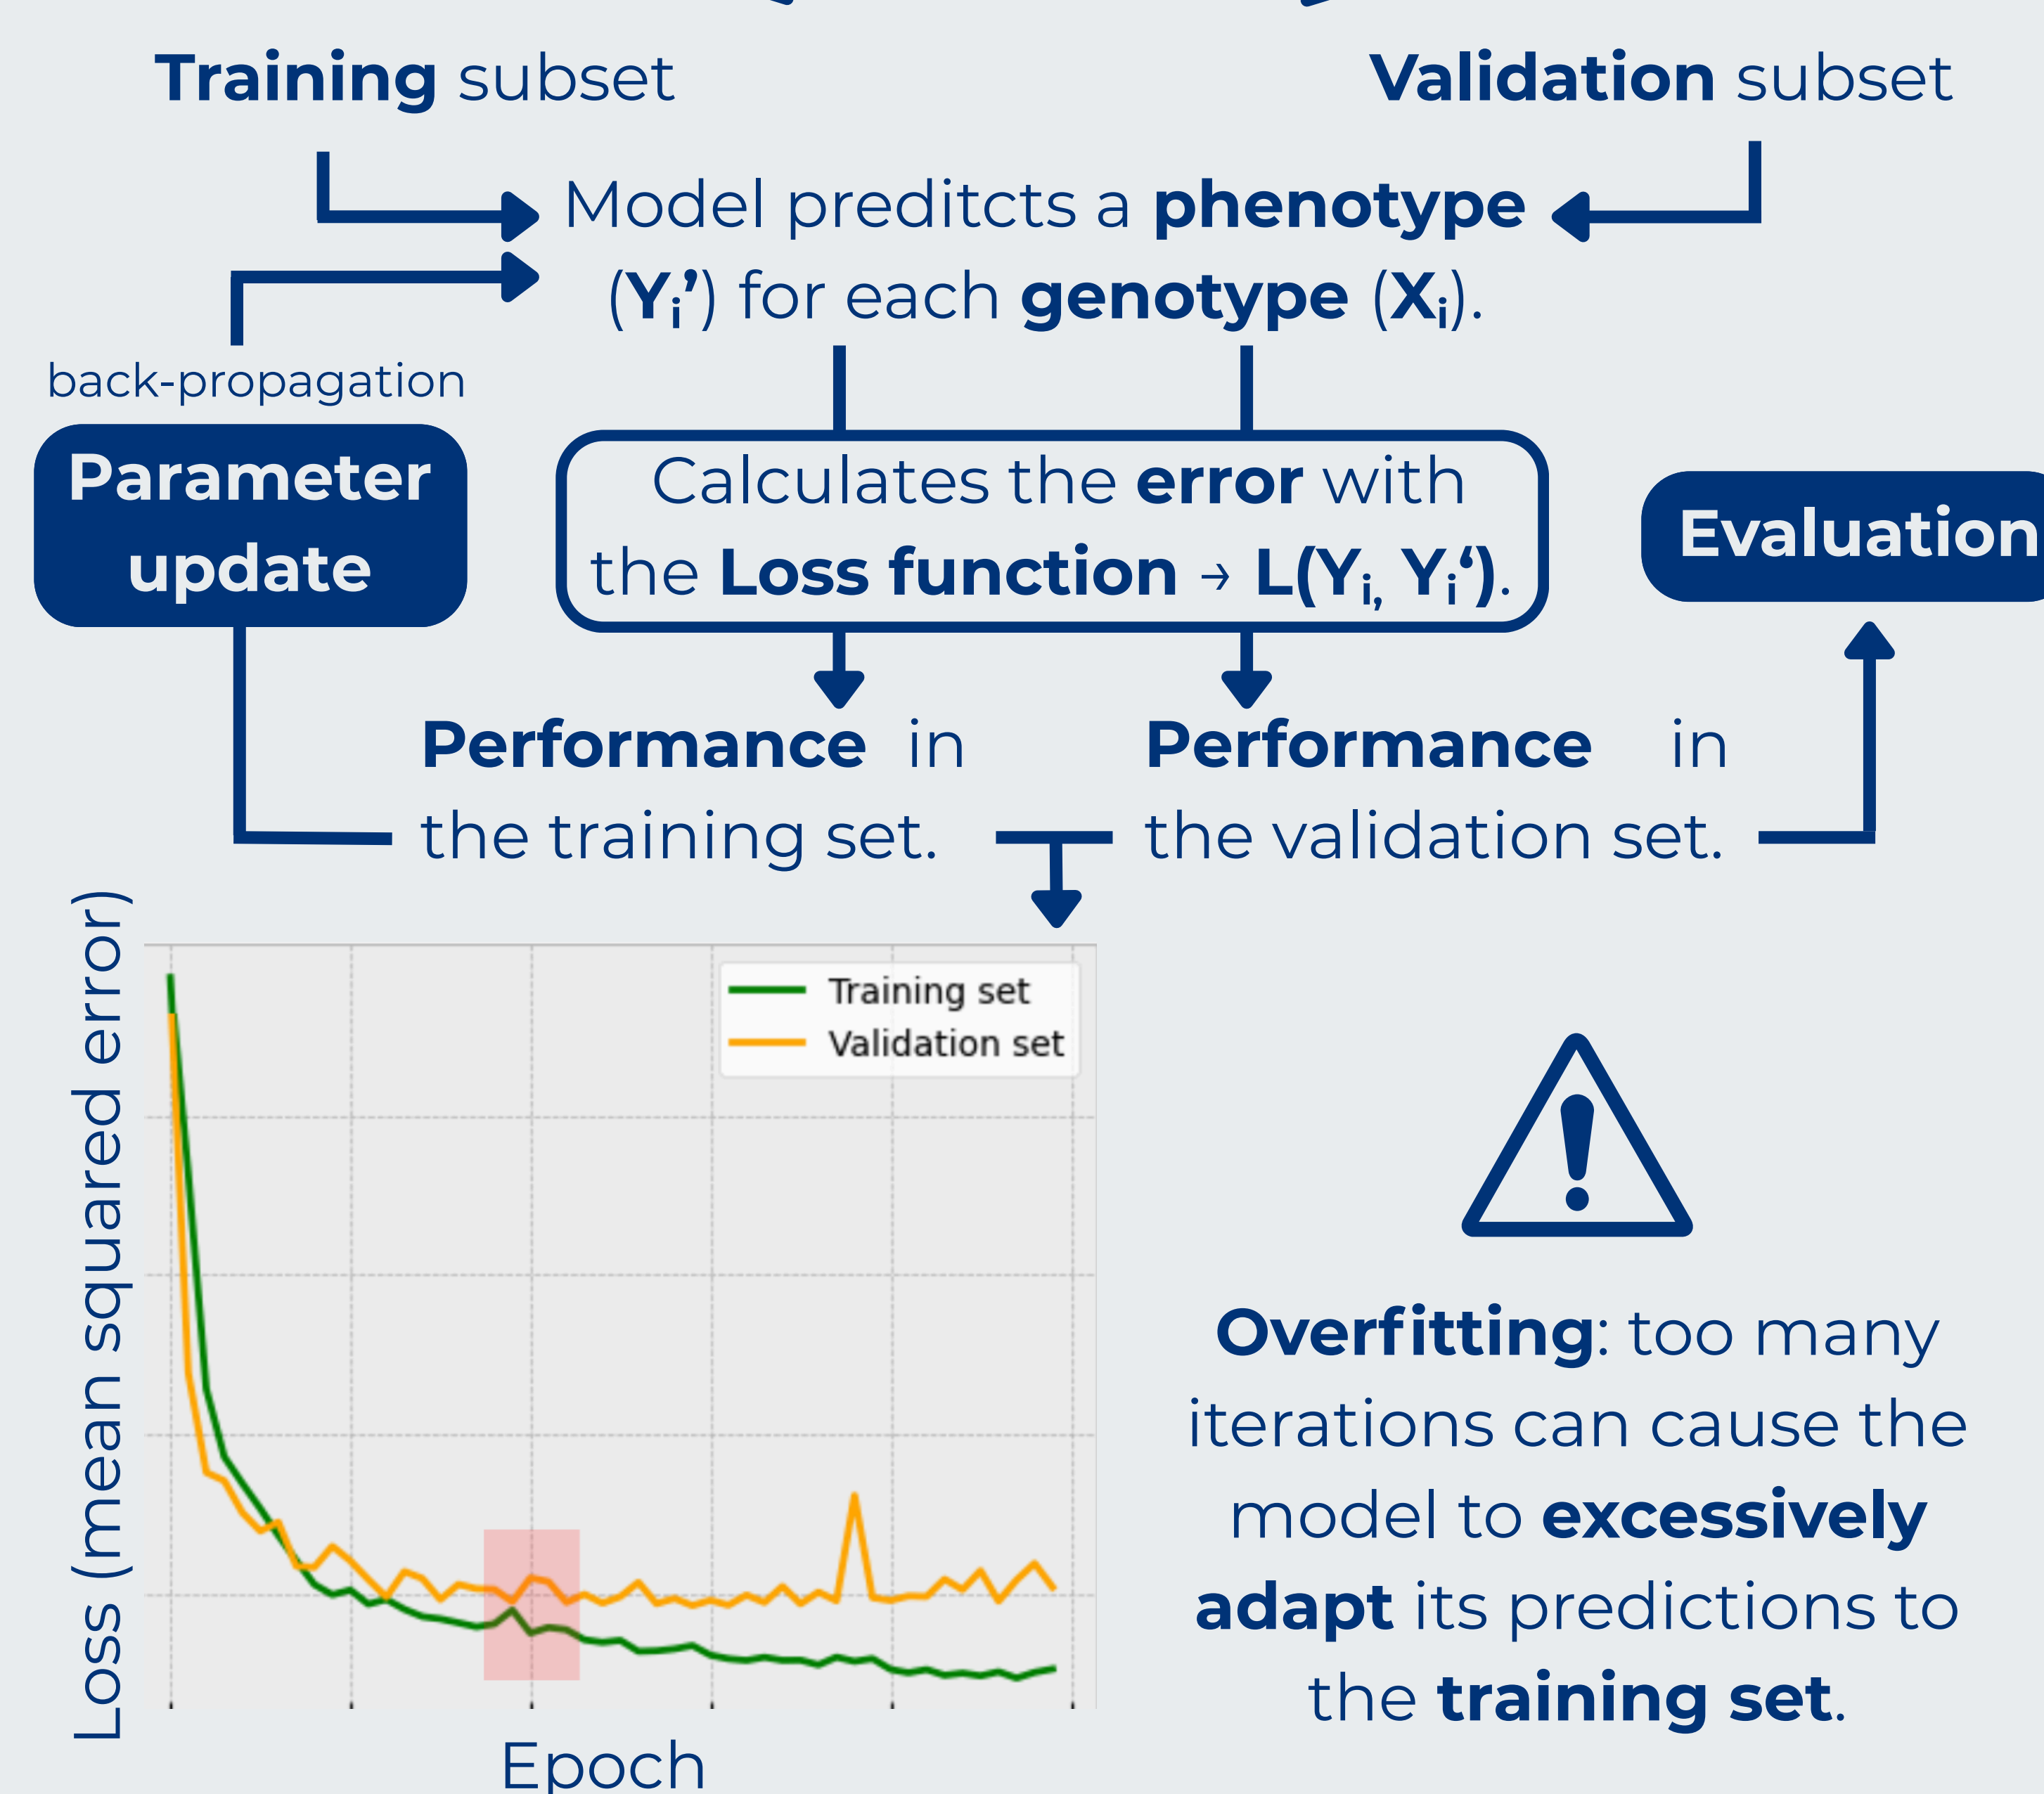 Training subset
Validation subset
Model preditcts a phenotype
(Yᵢ’) for each genotype (Xᵢ).
back-propagation
Parameter
update
Calculates the error with
the Loss function → L(Yᵢ, Yᵢ‘).
Evaluation
Performance in
the training set.
Performance in
the validation set.
Loss (mean squared error)
Training set
Validation set
Epoch
Overfitting: too many
iterations can cause the
model to excessively
adapt its predictions to
the training set.